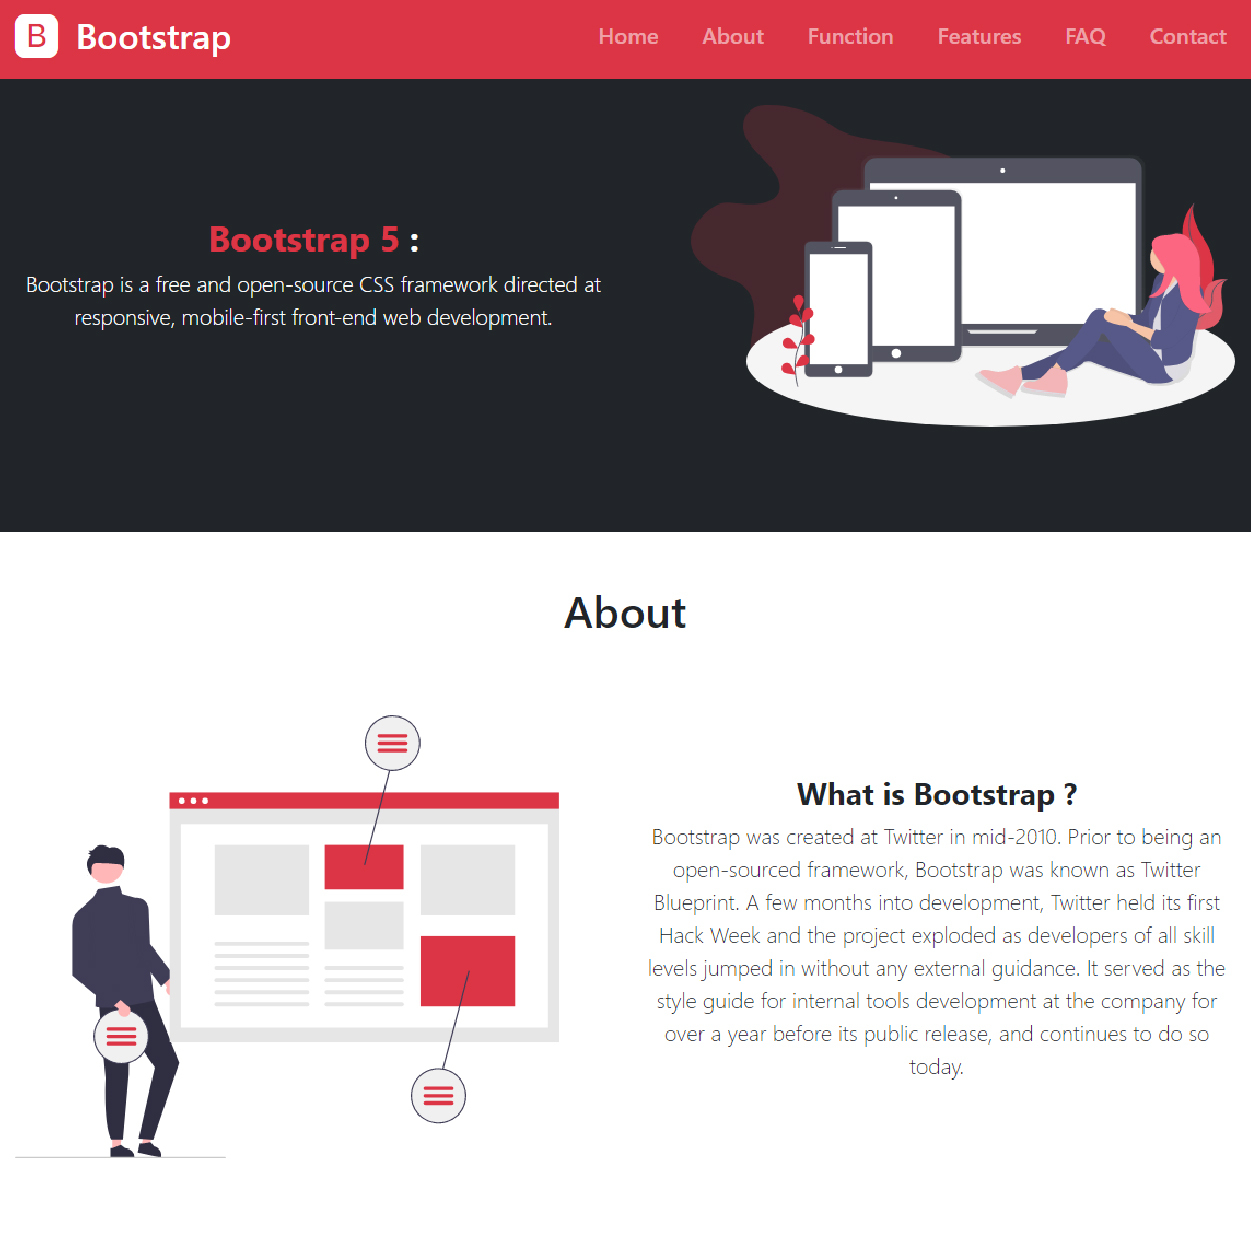 B Bootstrap Home About Function Features FAQ Contact
Bootstrap 5 :
Bootstrap is a free and open-source CSS framework directed at
responsive, mobile-first front-end web development.
About
What is Bootstrap ?
Bootstrap was created at Twitter in mid-2010. Prior to being an
open-sourced framework, Bootstrap was known as Twitter
Blueprint. A few months into development, Twitter held its first
Hack Week and the project exploded as developers of all skill
levels jumped in without any external guidance. It served as the
style guide for internal tools development at the company for
over a year before its public release, and continues to do so
today.